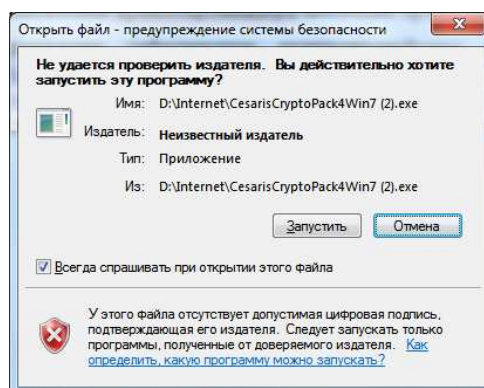 Открыть файл - предупреждение системы безопасности
Не удается проверить издателя. Вы действительно хотите
запустить эту программу?
Имя: D:\Internet\CesarisCryptoPack4Win7 (2).exe
Издатель: Неизвестный издатель
Тип: Приложение
Из: D:\Internet\CesarisCryptoPack4Win7 (2).exe
Запустить Отмена
Всегда спрашивать при открытии этого файла
У этого файла отсутствует допустимая цифровая подпись,
подтверждающая его издателя. Следует запускать только
программы, полученные от доверяемого издателя. Как
определить, какую программу можно запускать?